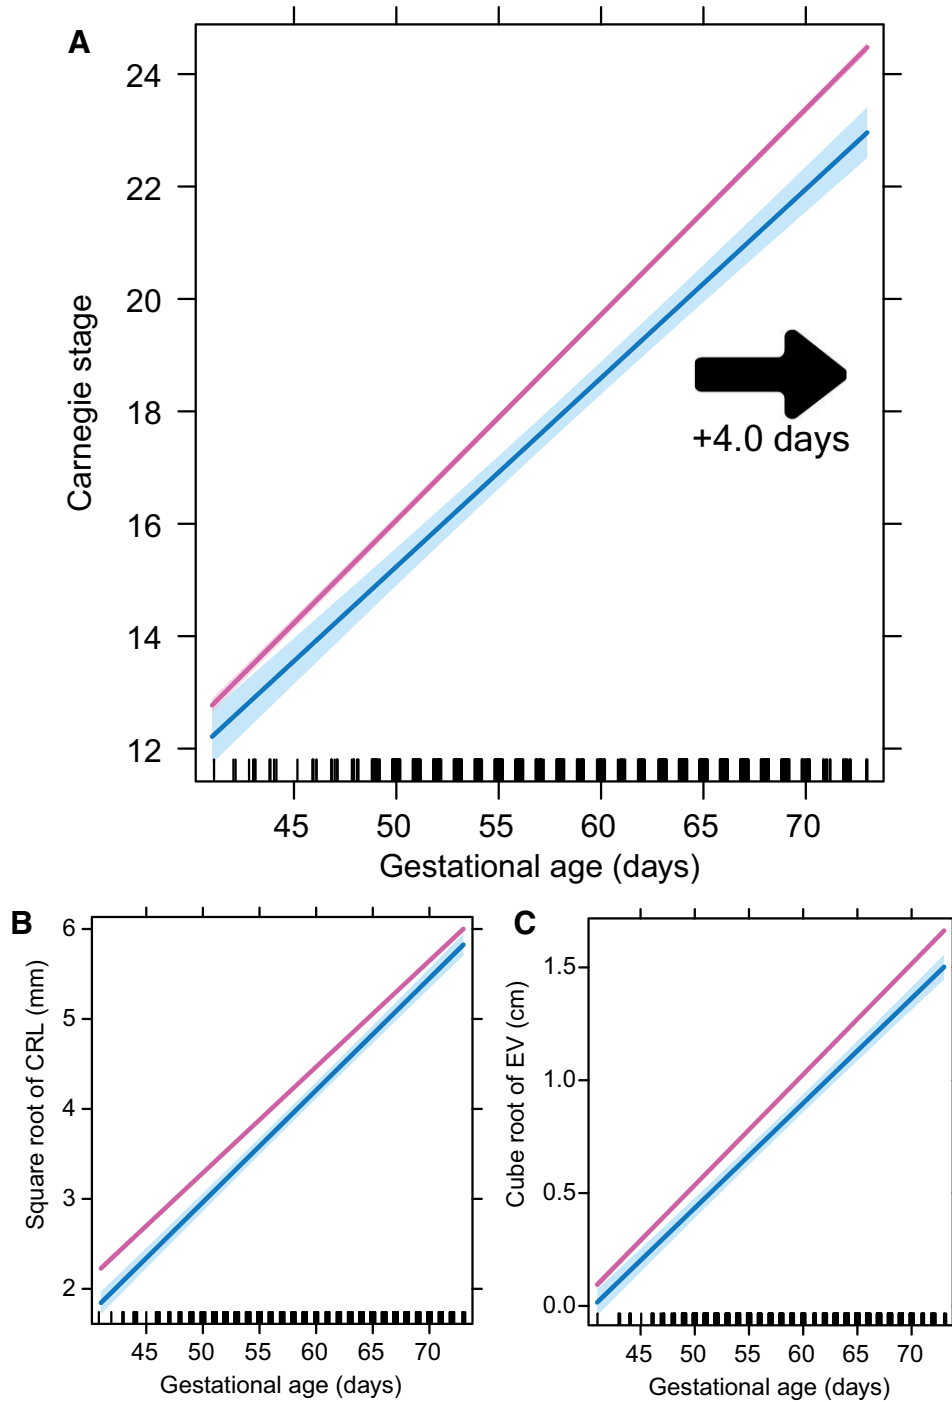 A
24
22
20
18
16
14
12
Carnegie stage
+4.0 days
45 50 55 60 65 70
Gestational age (days)
B
6
5
4
3
2
Square root of CRL (mm)
45 50 55 60 65 70
Gestational age (days)
C
1.5
1.0
0.5
0.0
Cube root of EV (cm)
45 50 55 60 65 70
Gestational age (days)